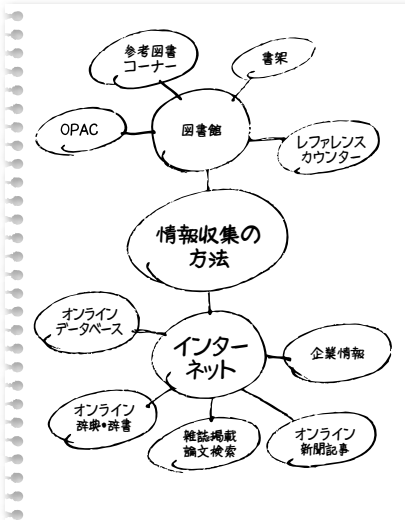 参考図書
コーナー
書架
OPAC
図書館
レファレンス
カウンター
情報収集の
方法
オンライン
データベース
インター
ネット
企業情報
オンライン
辞典・辞書
雑誌掲載
論文検索
オンライン
新聞記事